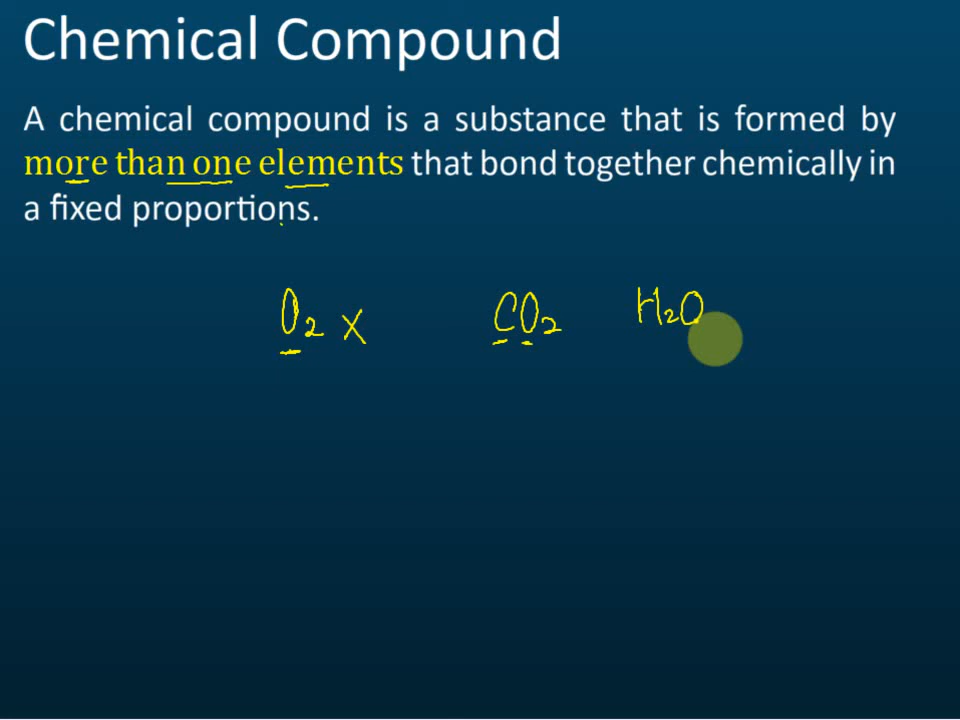 Chemical Compound
A chemical compound is a substance that is formed by
more than one elements that bond together chemically in
a fixed proportions.
O₂ X CO₂ H₂O